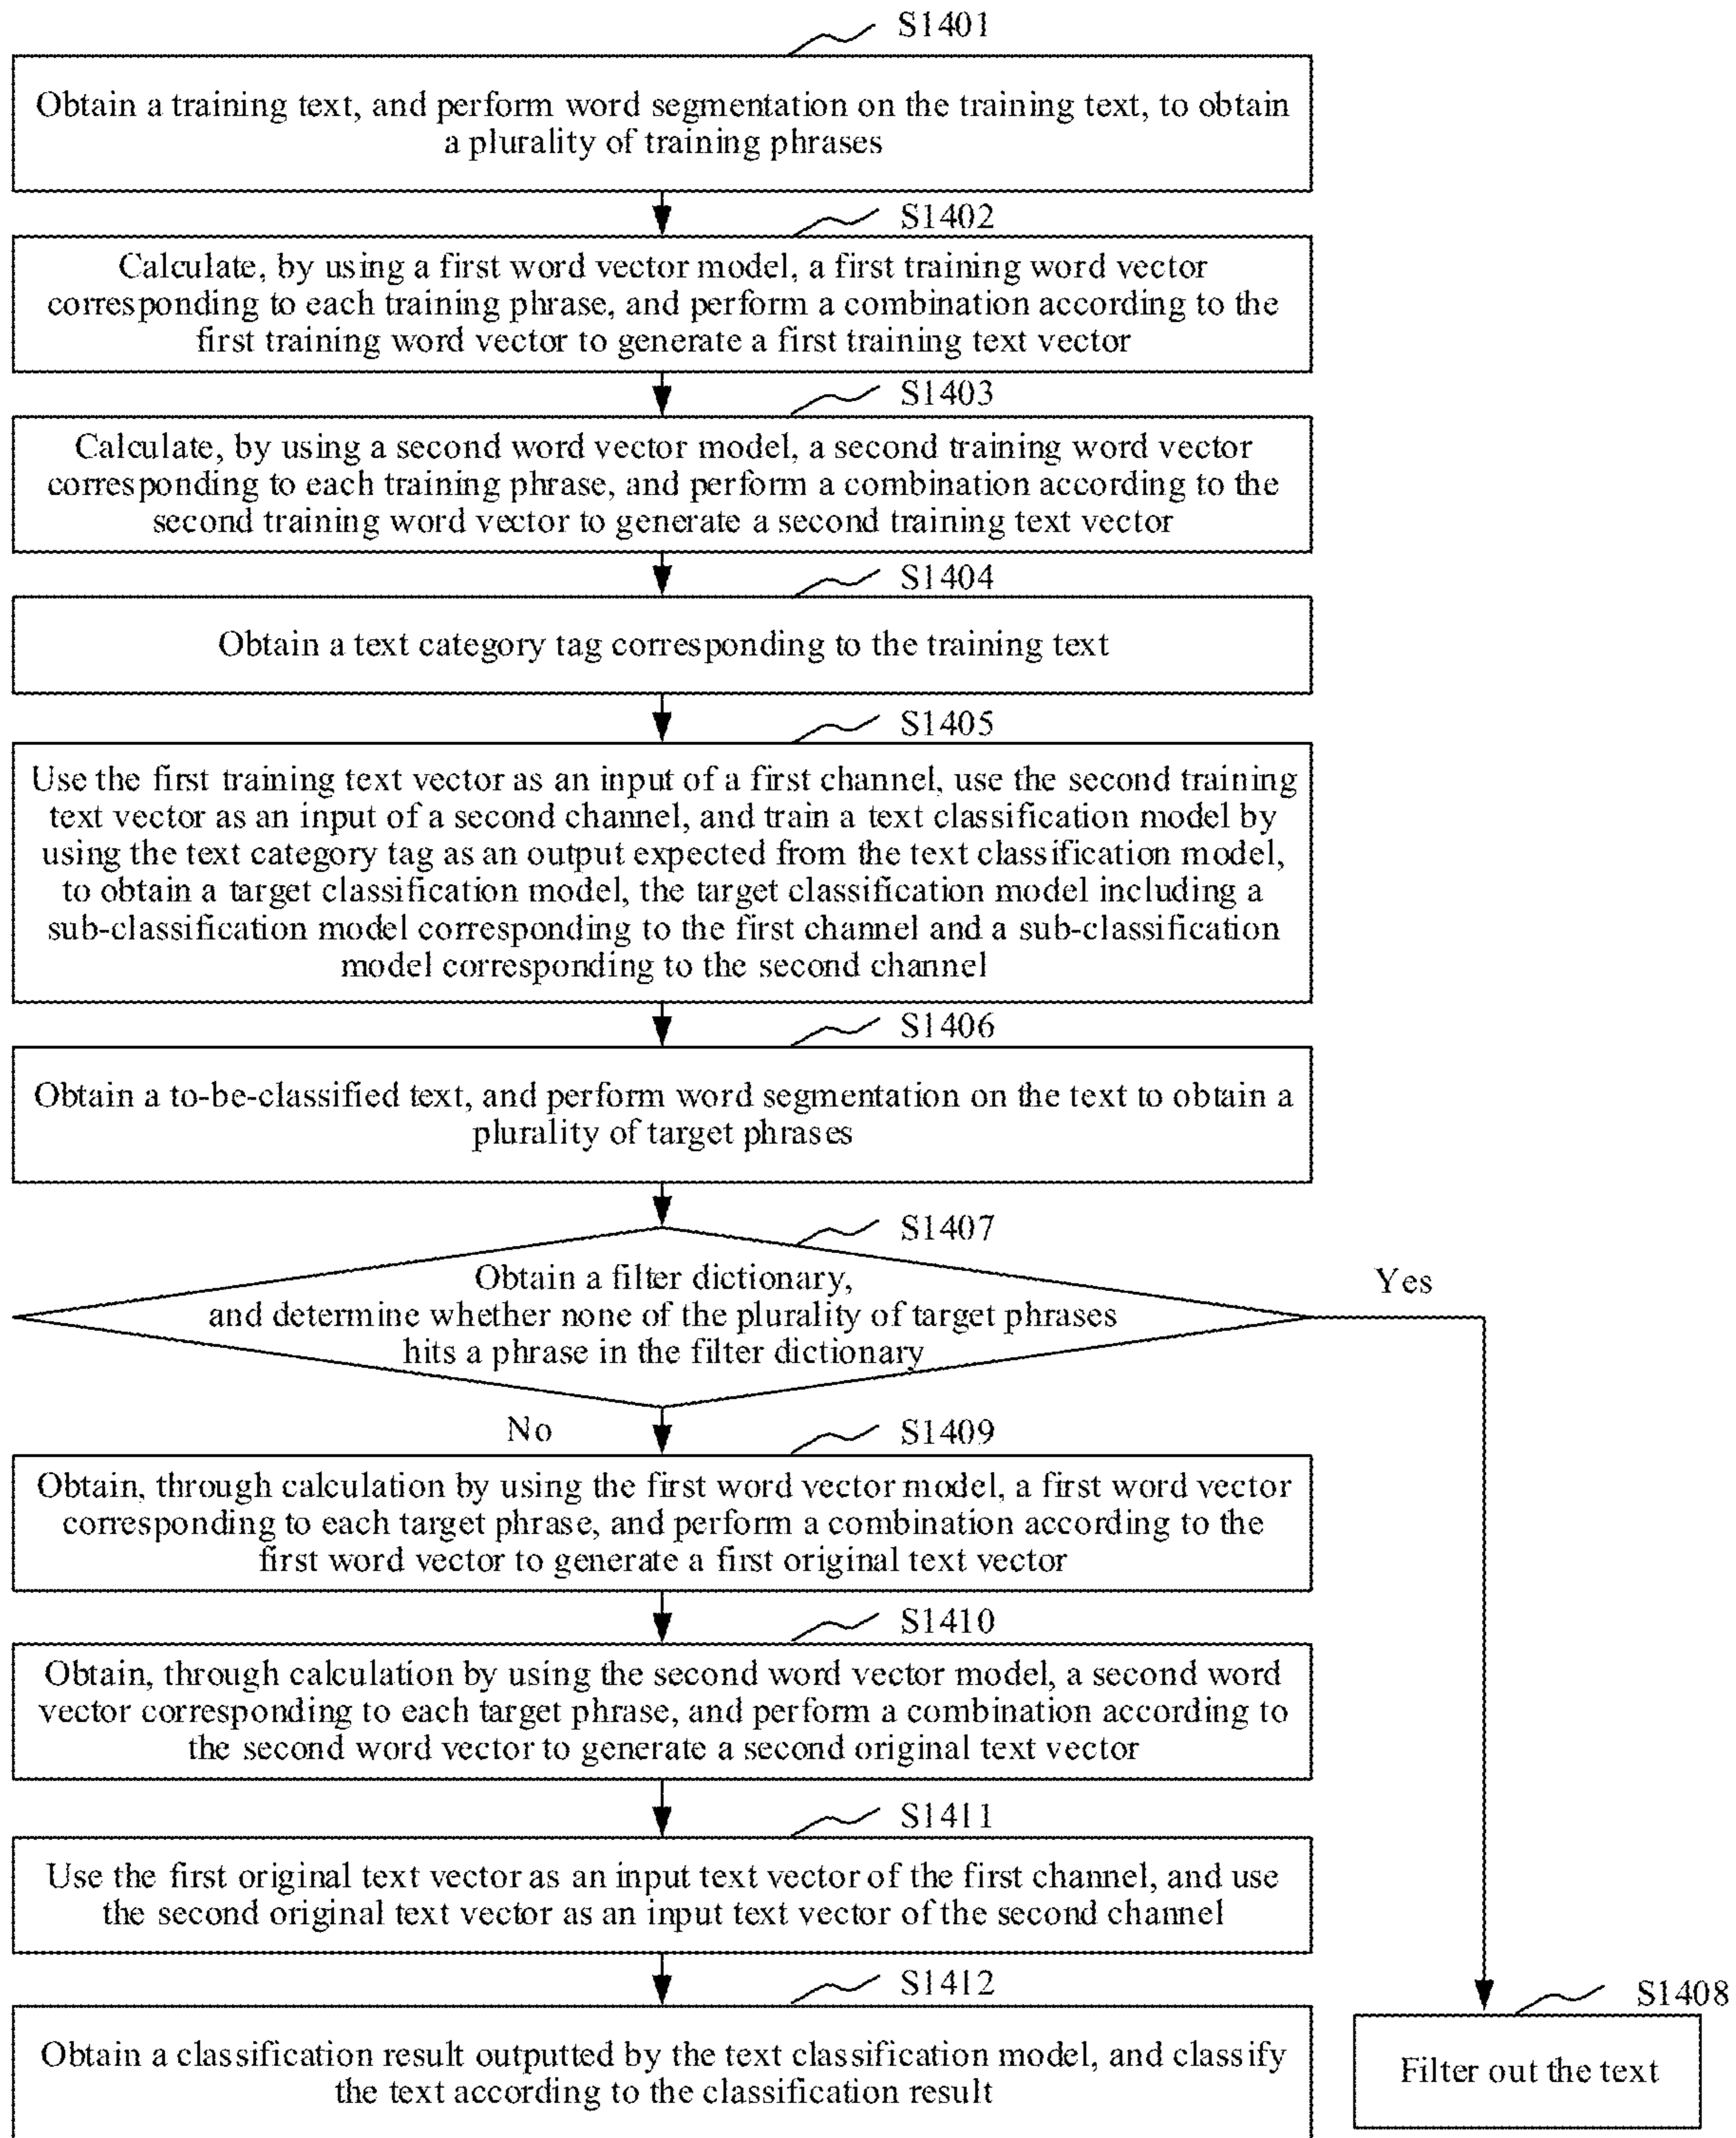 S1401
Obtain a training text, and perform word segmentation on the training text, to obtain
a plurality of training phrases
S1402
Calculate, by using a first word vector model, a first training word vector
corresponding to each training phrase, and perform a combination according to the
first training word vector to generate a first training text vector
S1403
Calculate, by using a second word vector model, a second training word vector
corresponding to each training phrase, and perform a combination according to the
second training word vector to generate a second training text vector
S1404
Obtain a text category tag corresponding to the training text
S1405
Use the first training text vector as an input of a first channel, use the second training
text vector as an input of a second channel, and train a text classification model by
using the text category tag as an output expected from the text classification model,
to obtain a target classification model, the target classification model including a
sub-classification model corresponding to the first channel and a sub-classification
model corresponding to the second channel
S1406
Obtain a to-be-classified text, and perform word segmentation on the text to obtain a
plurality of target phrases
S1407
Obtain a filter dictionary,
and determine whether none of the plurality of target phrases
hits a phrase in the filter dictionary
Yes
No
S1409
Obtain, through calculation by using the first word vector model, a first word vector
corresponding to each target phrase, and perform a combination according to the
first word vector to generate a first original text vector
S1410
Obtain, through calculation by using the second word vector model, a second word
vector corresponding to each target phrase, and perform a combination according to
the second word vector to generate a second original text vector
S1411
Use the first original text vector as an input text vector of the first channel, and use
the second original text vector as an input text vector of the second channel
S1412
Obtain a classification result outputted by the text classification model, and classify
the text according to the classification result
S1408
Filter out the text